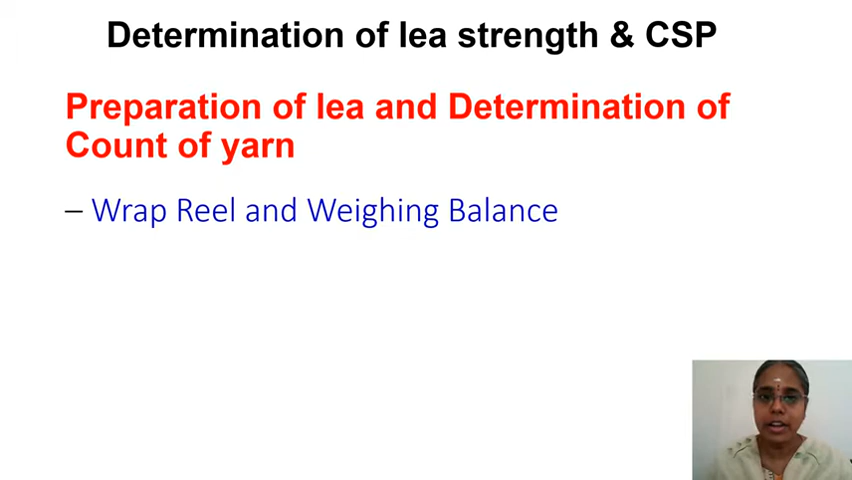 Determination of lea strength & CSP
Preparation of lea and Determination of
Count of yarn
– Wrap Reel and Weighing Balance